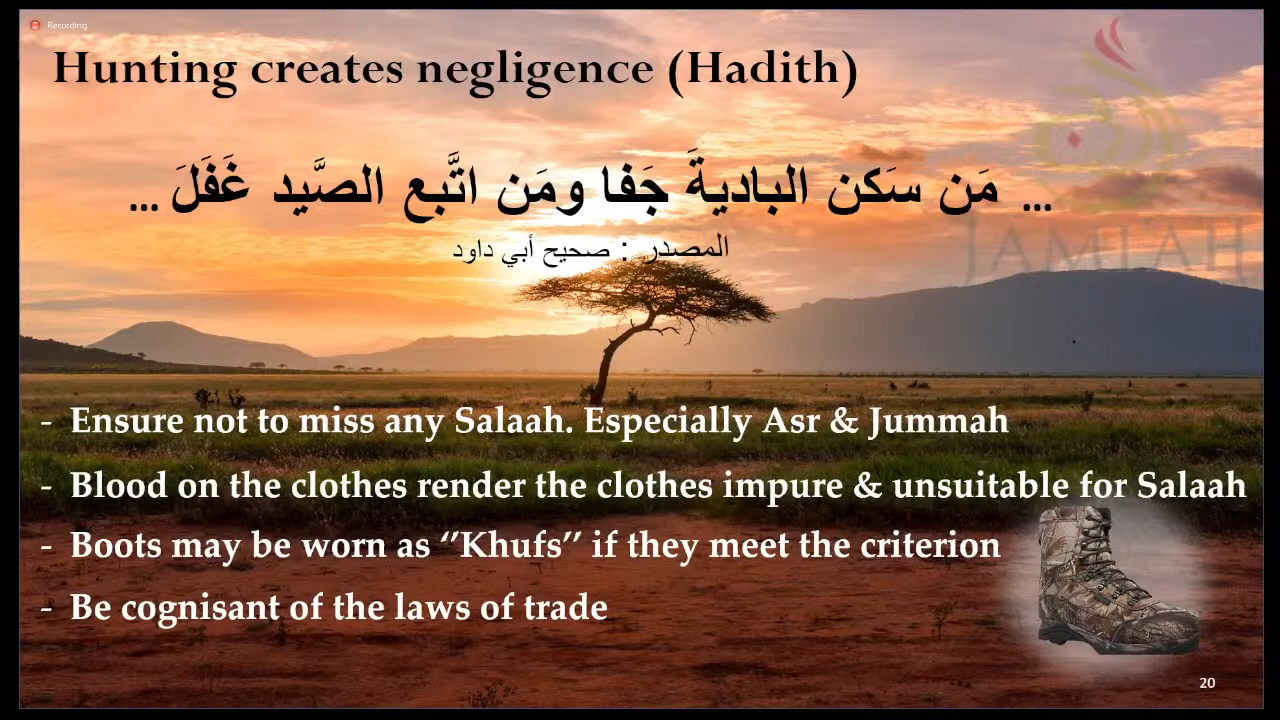 Recording
Hunting creates negligence (Hadith)
... مَن سَكن الباديةَ جَفا ومَن اتَّبع الصَّيد غَفَلَ ...
المصدر : صحيح أبي داود
JAMIAH
- Ensure not to miss any Salaah. Especially Asr & Jummah
- Blood on the clothes render the clothes impure & unsuitable for Salaah
- Boots may be worn as ‘’Khufs’’ if they meet the criterion
- Be cognisant of the laws of trade
20